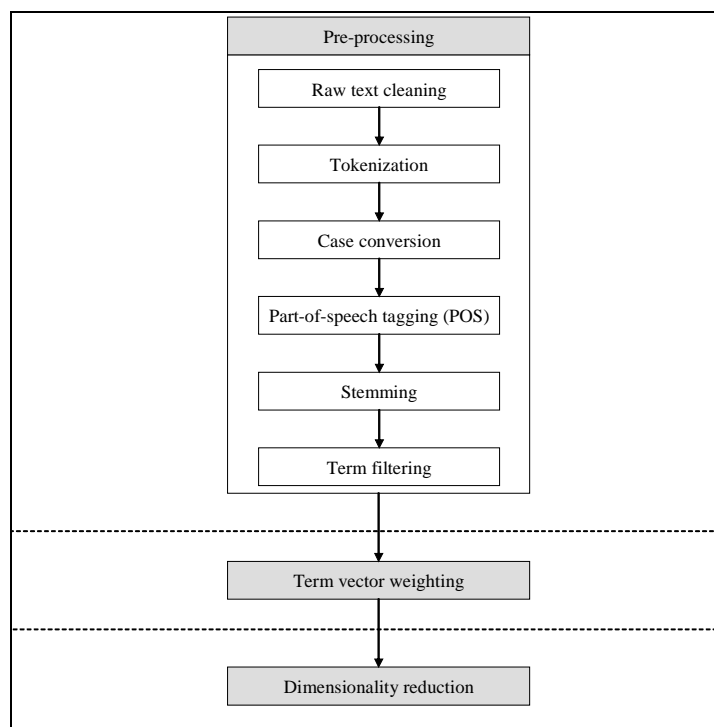 Pre-processing
Raw text cleaning
Tokenization
Case conversion
Part-of-speech tagging (POS)
Stemming
Term filtering
Term vector weighting
Dimensionality reduction